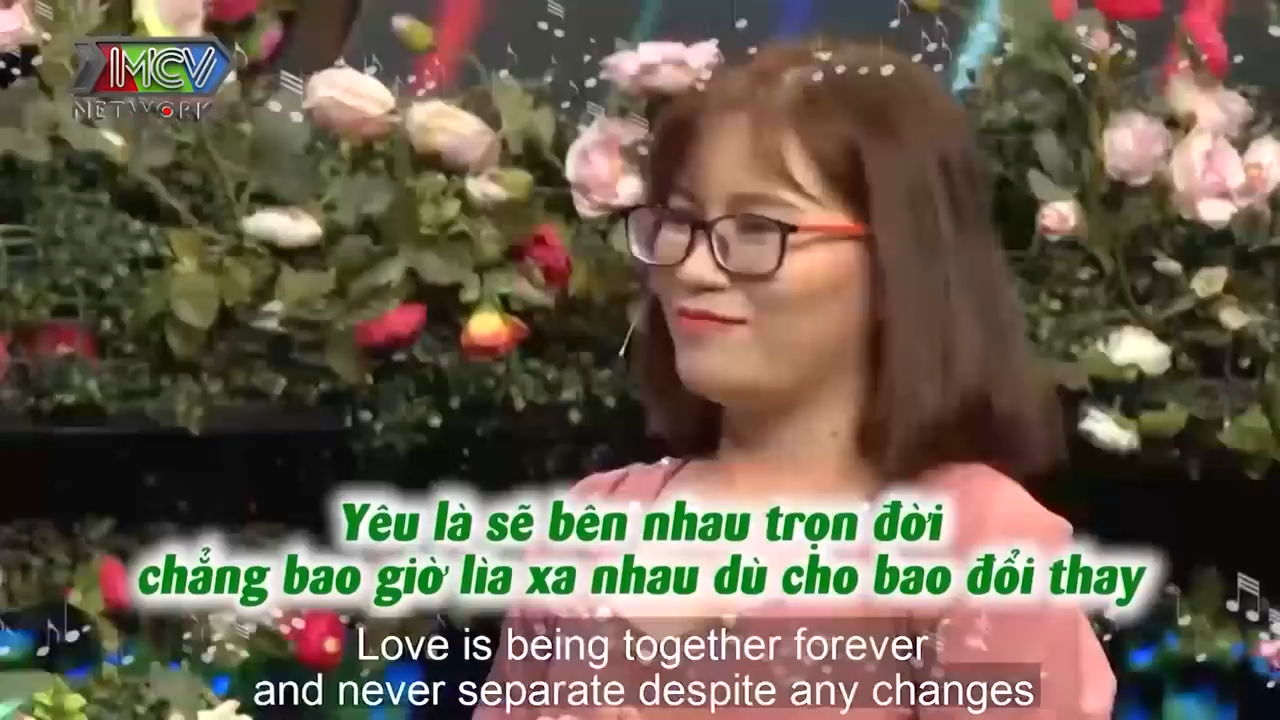 MCV
NETWORK
Yêu là sẽ bên nhau trọn đời
chẳng bao giờ lìa xa nhau dù cho bao đổi thay
Love is being together forever
and never separate despite any changes